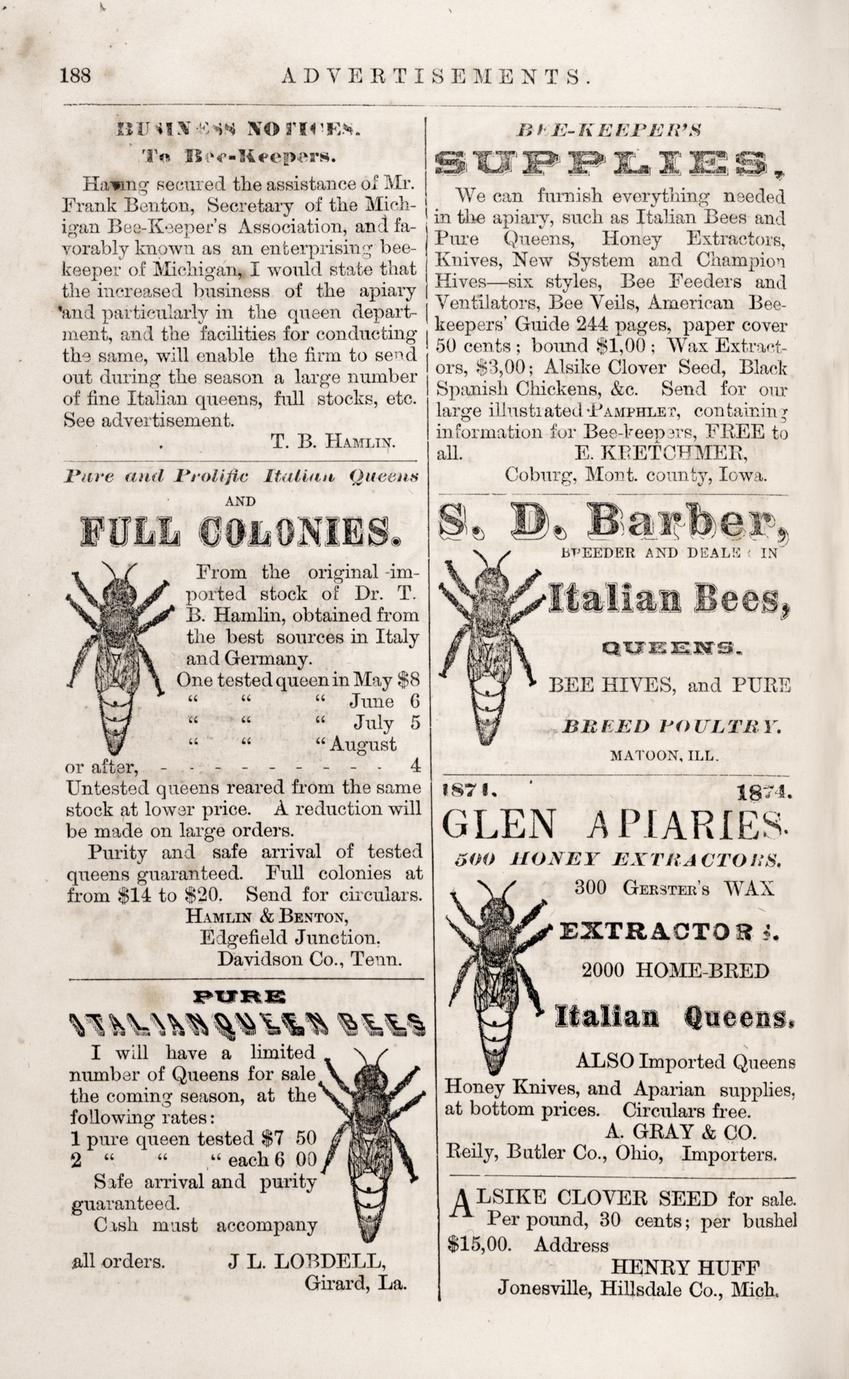 188
ADVERTISEMENTS.
BUSINESS NOTICES.
To Bee-Keepers.
Having secured the assistance of Mr.
Frank Benton, Secretary of the Mich-
igan Bee-Keeper's Association, and fa-
vorably known as an enterprising bee-
keeper of Michigan, I would state that
the increased business of the apiary
and particularly in the queen depart-
ment, and the facilities for conducting
the same, will enable the firm to send
out during the season a large number
of fine Italian queens, full stocks, etc.
See advertisement.
T. B. HAMLIN.
Pure and Prolific Italian Queens
AND
FULL COLONIES.
From the original im-
ported stock of Dr. T.
B. Hamlin, obtained from
the best sources in Italy
and Germany.
One tested queen in May $8
“ “ “ June 6
“ “ “ July 5
“ “ “ August
or after, - - - - - - - - - - 4
Untested queens reared from the same
stock at lower price. A reduction will
be made on large orders.
Purity and safe arrival of tested
queens guaranteed. Full colonies at
from $14 to $20. Send for circulars.
HAMLIN & BENTON,
Edgefield Junction.
Davidson Co., Tenn.
PURE
BEES
I will have a limited
number of Queens for sale
the coming season, at the
following rates:
1 pure queen tested $7 50
2 “ “ “ each 6 00
Safe arrival and purity
guaranteed.
Cash must accompany
all orders. J L. LOBDELL,
Girard, La.
BEE-KEEPER'S
SUPPLIES,
We can furnish everything needed
in the apiary, such as Italian Bees and
Pure Queens, Honey Extractors,
Knives, New System and Champion
Hives—six styles, Bee Feeders and
Ventilators, Bee Veils, American Bee-
keepers' Guide 244 pages, paper cover
50 cents; bound $1,00; Wax Extract-
ors, $3,00; Alsike Clover Seed, Black
Spanish Chickens, &c. Send for our
large illustrated PAMPHLET, containing
information for Bee-keepers, FREE to
all. E. KRETCHMER,
Coburg, Mont. county, Iowa.
S. D. Barber,
BREEDER AND DEALER IN
Italian Bees,
QUEENS.
BEE HIVES, and PURE
BREED POULTRY.
MATOON, ILL.
1874. 1874.
GLEN APIARIES.
500 HONEY EXTRACTORS.
300 GERSTER'S WAX
EXTRACTORS.
2000 HOME-BRED
Italian Queens.
ALSO Imported Queens
Honey Knives, and Aparian supplies,
at bottom prices. Circulars free.
A. GRAY & CO.
Reily, Butler Co., Ohio, Importers.
ALSIKE CLOVER SEED for sale.
Per pound, 30 cents; per bushel
$15,00. Address
HENRY HUFF
Jonesville, Hillsdale Co., Mich.